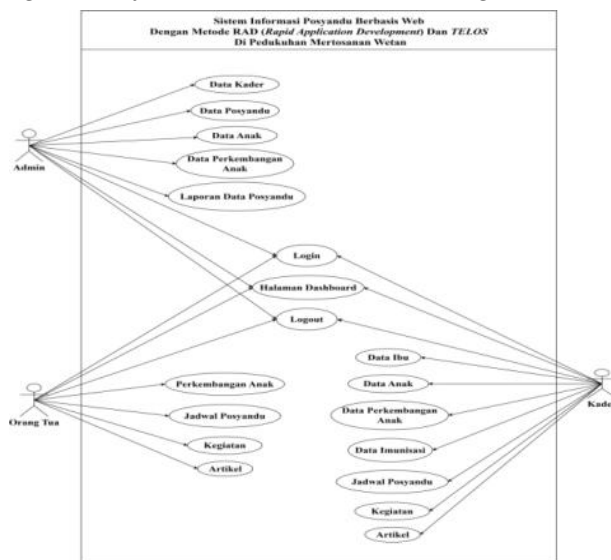 Sistem Informasi Posyandu Berbasis Web
Dengan Metode RAD (Rapid Application Development) Dan TELOS
Di Pedukuhan Mertosanan Wetan
Data Kader
Data Posyandu
Data Anak
Data Perkembangan
Anak
Laporan Data Posyandu
Admin
Login
Halaman Dashboard
Logout
Orang Tua
Perkembangan Anak
Jadwal Posyandu
Kegiatan
Artikel
Data Ibu
Data Anak
Data Perkembangan
Anak
Data Imunisasi
Jadwal Posyandu
Kegiatan
Artikel
Kader